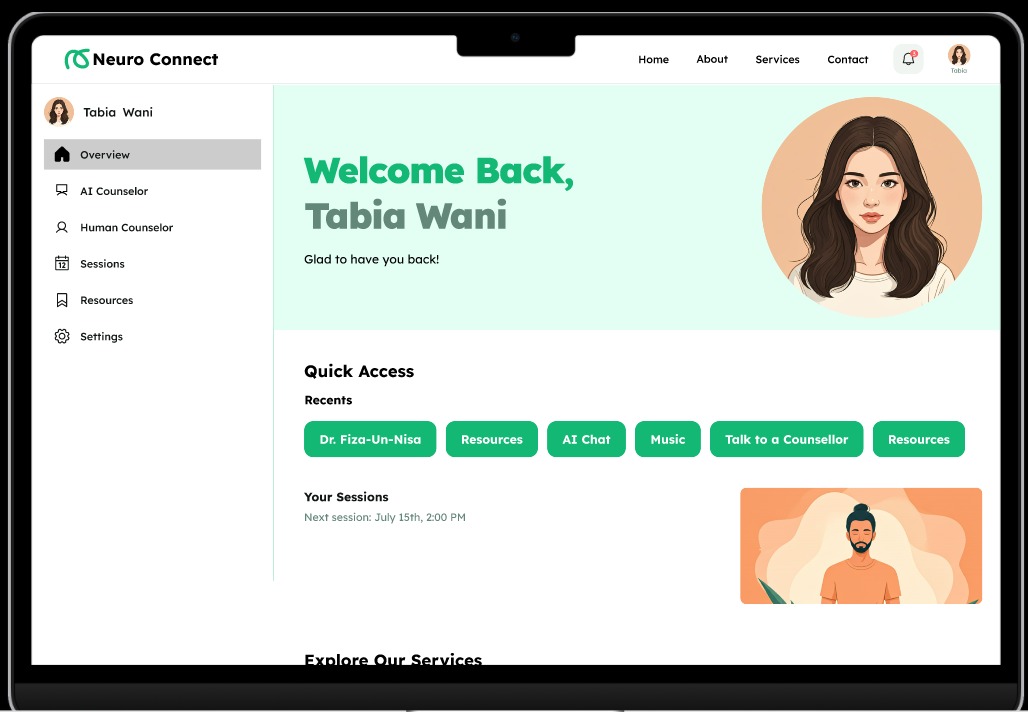 Neuro Connect
Home
About
Services
Contact
Tabia
Tabia Wani
Overview
AI Counselor
Human Counselor
12
Sessions
Resources
Settings
Welcome Back,
Tabia Wani
Glad to have you back!
Quick Access
Recents
Dr. Fiza-Un-Nisa
Resources
AI Chat
Music
Talk to a Counsellor
Resources
Your Sessions
Next session: July 15th, 2:00 PM
Explore Our Services